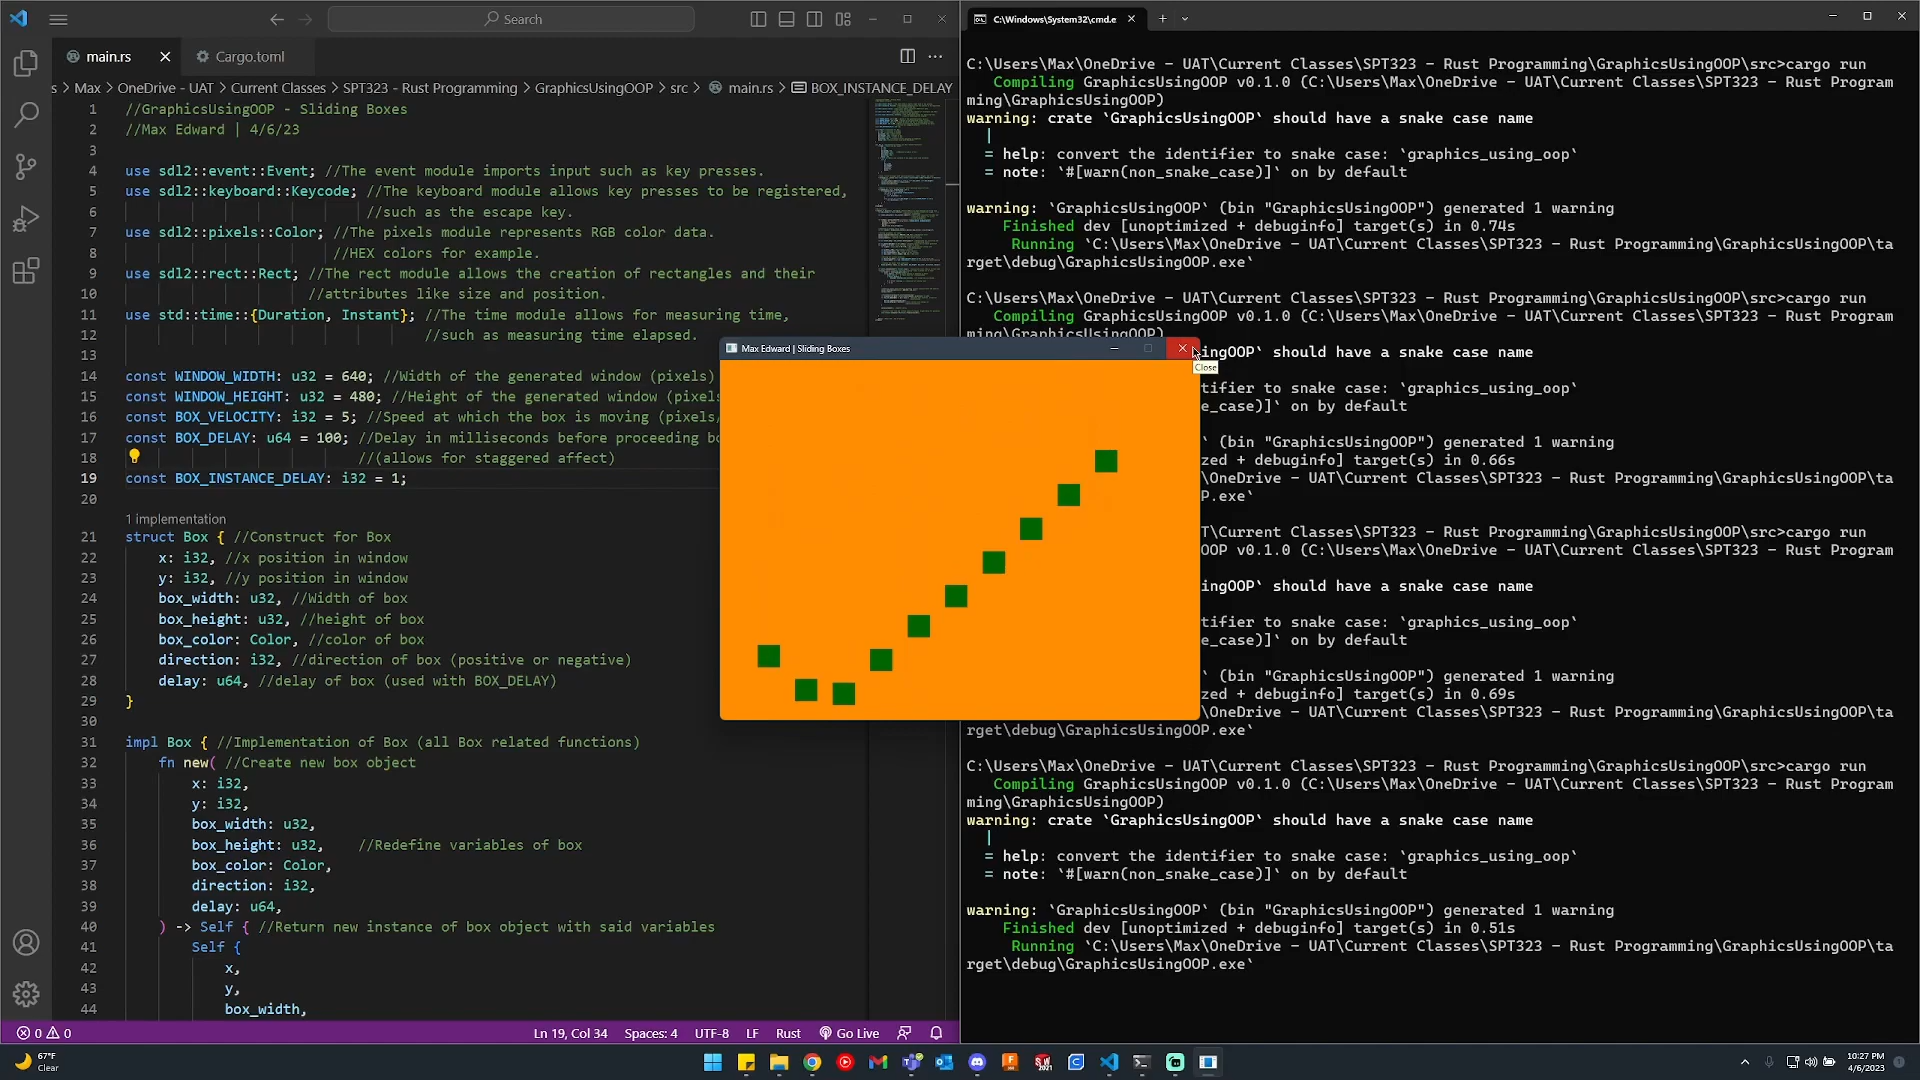 Search
main.rs
Cargo.toml
s > Max > OneDrive - UAT > Current Classes > SPT323 - Rust Programming > GraphicsUsingOOP > src > main.rs > BOX_INSTANCE_DELAY
1 //GraphicsUsingOOP - Sliding Boxes
2 //Max Edward | 4/6/23
3
4 use sdl2::event::Event; //The event module imports input such as key presses.
5 use sdl2::keyboard::Keycode; //The keyboard module allows key presses to be registered,
6 //such as the escape key.
7 use sdl2::pixels::Color; //The pixels module represents RGB color data.
8 //HEX colors for example.
9 use sdl2::rect::Rect; //The rect module allows the creation of rectangles and their
10 //attributes like size and position.
11 use std::time::{Duration, Instant}; //The time module allows for measuring time,
12 //such as measuring time elapsed.
13
14 const WINDOW_WIDTH: u32 = 640; //Width of the generated window (pixels)
15 const WINDOW_HEIGHT: u32 = 480; //Height of the generated window (pixels
16 const BOX_VELOCITY: i32 = 5; //Speed at which the box is moving (pixels
17 const BOX_DELAY: u64 = 100; //Delay in milliseconds before proceeding bo
18 //(allows for staggered affect)
19 const BOX_INSTANCE_DELAY: i32 = 1;
20
1 implementation
21 struct Box { //Construct for Box
22 x: i32, //x position in window
23 y: i32, //y position in window
24 box_width: u32, //Width of box
25 box_height: u32, //height of box
26 box_color: Color, //color of box
27 direction: i32, //direction of box (positive or negative)
28 delay: u64, //delay of box (used with BOX_DELAY)
29 }
30
31 impl Box { //Implementation of Box (all Box related functions)
32 fn new( //Create new box object
33 x: i32,
34 y: i32,
35 box_width: u32,
36 box_height: u32, //Redefine variables of box
37 box_color: Color,
38 direction: i32,
39 delay: u64,
40 ) -> Self { //Return new instance of box object with said variables
41 Self {
42 x,
43 y,
44 box_width,
0 0
Ln 19, Col 34
Spaces: 4
UTF-8
LF
Rust
Go Live
Max Edward | Sliding Boxes
Close
C:\Windows\System32\cmd.e
C:\Users\Max\OneDrive - UAT\Current Classes\SPT323 - Rust Programming\GraphicsUsingOOP\src>cargo run
Compiling GraphicsUsingOOP v0.1.0 (C:\Users\Max\OneDrive - UAT\Current Classes\SPT323 - Rust Program
ming\GraphicsUsingOOP)
warning: crate `GraphicsUsingOOP` should have a snake case name
|
= help: convert the identifier to snake case: `graphics_using_oop`
= note: `#[warn(non_snake_case)]` on by default
warning: `GraphicsUsingOOP` (bin "GraphicsUsingOOP") generated 1 warning
Finished dev [unoptimized + debuginfo] target(s) in 0.74s
Running `C:\Users\Max\OneDrive - UAT\Current Classes\SPT323 - Rust Programming\GraphicsUsingOOP\ta
rget\debug\GraphicsUsingOOP.exe`
C:\Users\Max\OneDrive - UAT\Current Classes\SPT323 - Rust Programming\GraphicsUsingOOP\src>cargo run
Compiling GraphicsUsingOOP v0.1.0 (C:\Users\Max\OneDrive - UAT\Current Classes\SPT323 - Rust Program
ming\GraphicsUsingOOP)
ingOOP` should have a snake case name
tifier to snake case: `graphics_using_oop`
e_case)]` on by default
` (bin "GraphicsUsingOOP") generated 1 warning
zed + debuginfo] target(s) in 0.66s
\OneDrive - UAT\Current Classes\SPT323 - Rust Programming\GraphicsUsingOOP\ta
P.exe`
T\Current Classes\SPT323 - Rust Programming\GraphicsUsingOOP\src>cargo run
OOP v0.1.0 (C:\Users\Max\OneDrive - UAT\Current Classes\SPT323 - Rust Program
ingOOP` should have a snake case name
tifier to snake case: `graphics_using_oop`
e_case)]` on by default
` (bin "GraphicsUsingOOP") generated 1 warning
zed + debuginfo] target(s) in 0.69s
\OneDrive - UAT\Current Classes\SPT323 - Rust Programming\GraphicsUsingOOP\ta
rget\debug\GraphicsUsingOOP.exe`
C:\Users\Max\OneDrive - UAT\Current Classes\SPT323 - Rust Programming\GraphicsUsingOOP\src>cargo run
Compiling GraphicsUsingOOP v0.1.0 (C:\Users\Max\OneDrive - UAT\Current Classes\SPT323 - Rust Program
ming\GraphicsUsingOOP)
warning: crate `GraphicsUsingOOP` should have a snake case name
|
= help: convert the identifier to snake case: `graphics_using_oop`
= note: `#[warn(non_snake_case)]` on by default
warning: `GraphicsUsingOOP` (bin "GraphicsUsingOOP") generated 1 warning
Finished dev [unoptimized + debuginfo] target(s) in 0.51s
Running `C:\Users\Max\OneDrive - UAT\Current Classes\SPT323 - Rust Programming\GraphicsUsingOOP\ta
rget\debug\GraphicsUsingOOP.exe`
67°F
Clear
10:27 PM
4/6/2023